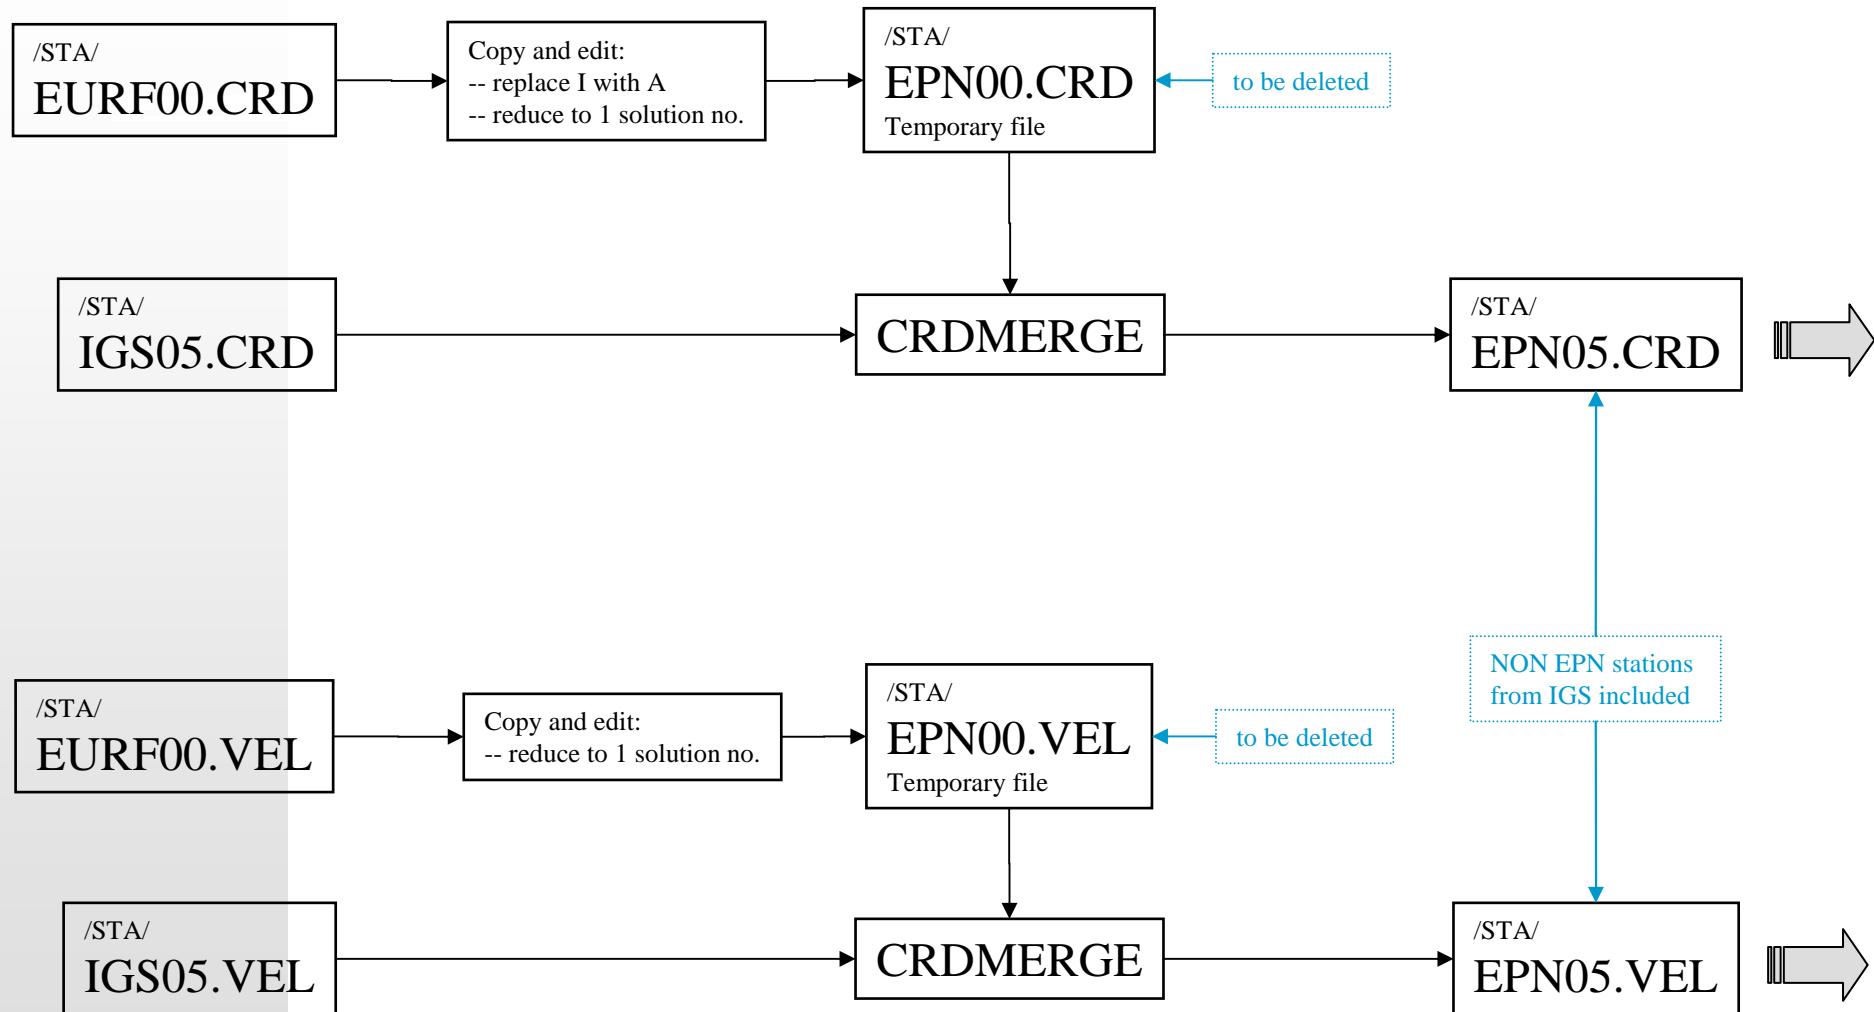 /STA/
EURF00.CRD
Copy and edit:
-- replace I with A
-- reduce to 1 solution no.
/STA/
EPN00.CRD
Temporary file
to be deleted
/STA/
IGS05.CRD
CRDMERGE
/STA/
EPN05.CRD
NON EPN stations
from IGS included
/STA/
EURF00.VEL
Copy and edit:
-- reduce to 1 solution no.
/STA/
EPN00.VEL
Temporary file
to be deleted
/STA/
IGS05.VEL
CRDMERGE
/STA/
EPN05.VEL